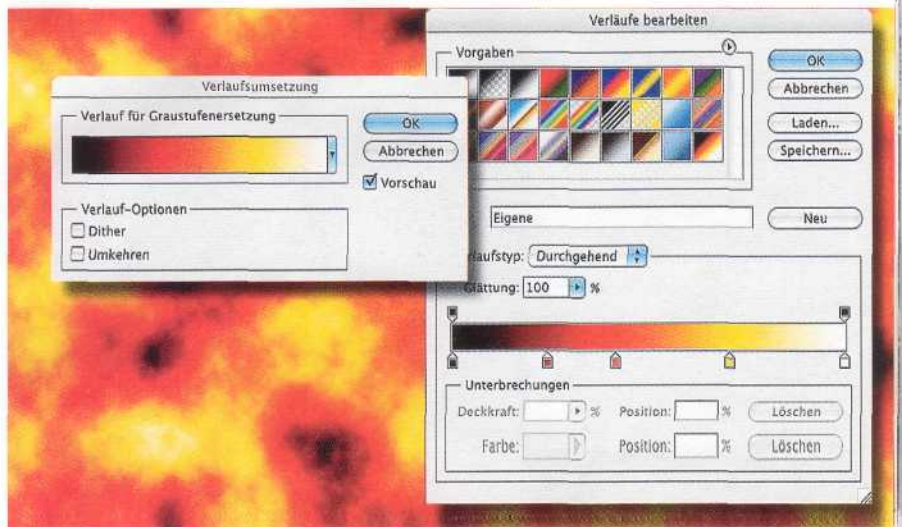 Verläufe bearbeiten
Vorgaben
OK
Abbrechen
Laden...
Speichern...
Verlaufsumsetzung
Verlauf für Graustufenersetzung
OK
Abbrechen
Vorschau
Verlauf-Optionen
Dither
Umkehren
Eigene
Neu
laufstyp: Durchgehend
Glättung: 100 %
Unterbrechungen
Deckkraft: % Position: % Löschen
Farbe: Position: % Löschen